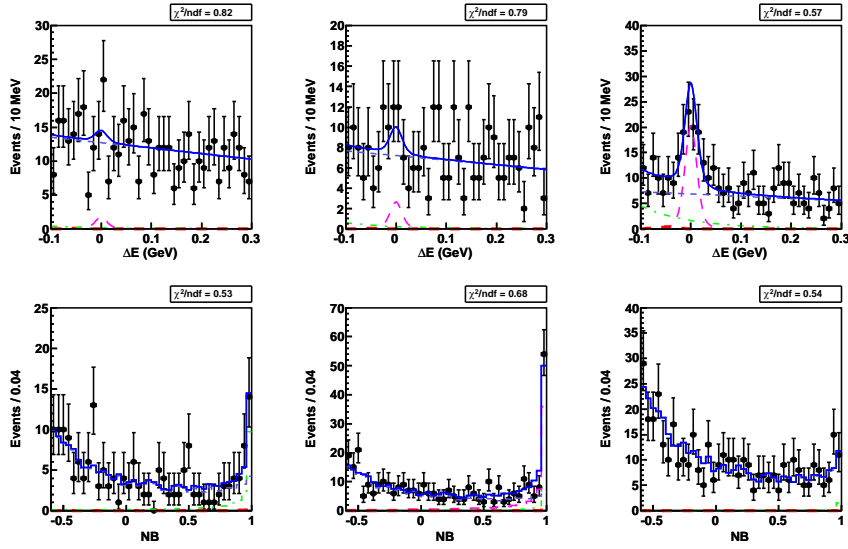 χ²/ndf = 0.82
χ²/ndf = 0.79
χ²/ndf = 0.57
30
25
20
15
10
5
0
Events / 10 MeV
-0.1 0 0.1 0.2 0.3
ΔE (GeV)
18
16
14
12
10
8
6
4
2
0
Events / 10 MeV
-0.1 0 0.1 0.2 0.3
ΔE (GeV)
40
35
30
25
20
15
10
5
0
Events / 10 MeV
-0.1 0 0.1 0.2 0.3
ΔE (GeV)
χ²/ndf = 0.53
χ²/ndf = 0.68
χ²/ndf = 0.54
25
20
15
10
5
0
Events / 0.04
-0.5 0 0.5 1
NB
70
60
50
40
30
20
10
0
Events / 0.04
-0.5 0 0.5 1
NB
40
35
30
25
20
15
10
5
0
Events / 0.04
-0.5 0 0.5 1
NB